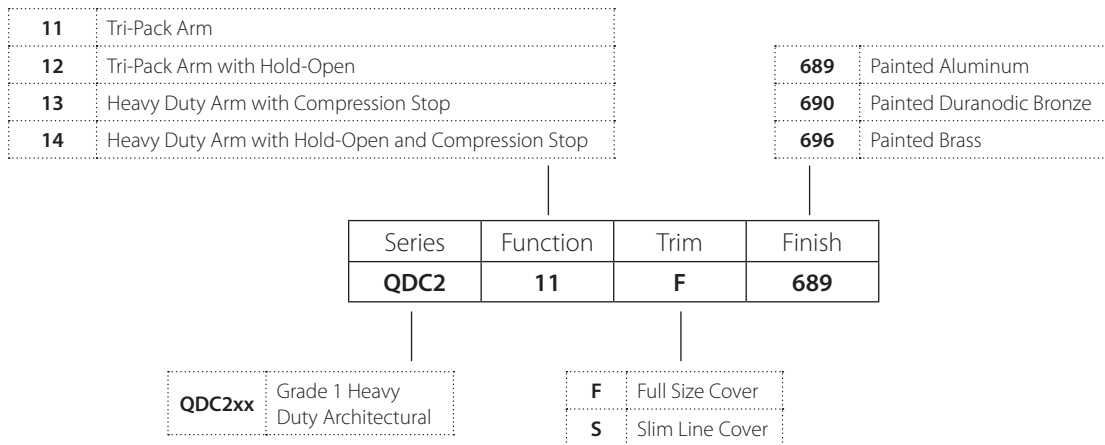 11 Tri-Pack Arm
12 Tri-Pack Arm with Hold-Open
13 Heavy Duty Arm with Compression Stop
14 Heavy Duty Arm with Hold-Open and Compression Stop
689 Painted Aluminum
690 Painted Duranodic Bronze
696 Painted Brass
Series Function Trim Finish
QDC2 11 F 689
QDC2xx Grade 1 Heavy
Duty Architectural
F Full Size Cover
S Slim Line Cover